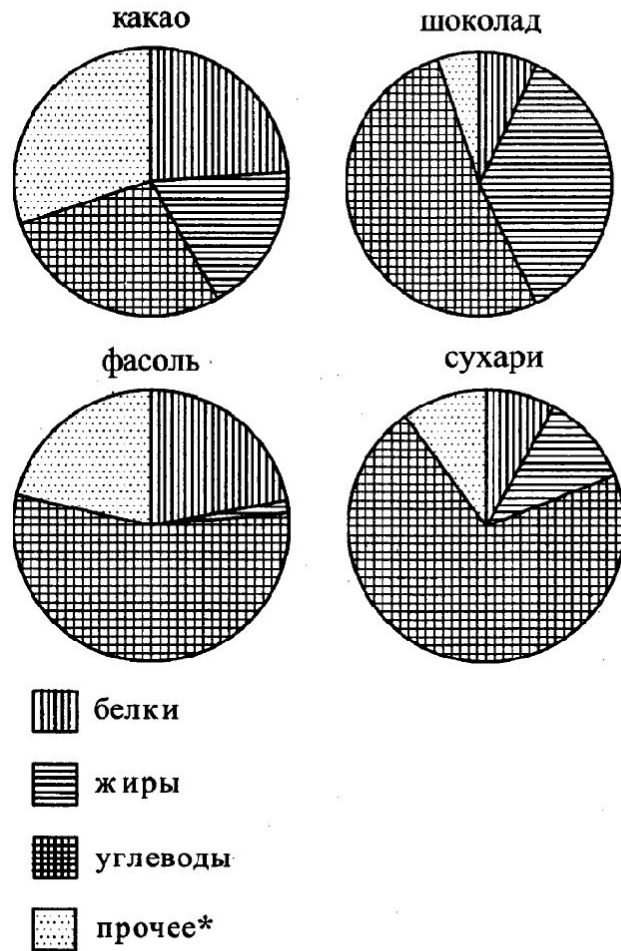 какао шоколад
фасоль сухари
белки
жиры
углеводы
прочее*